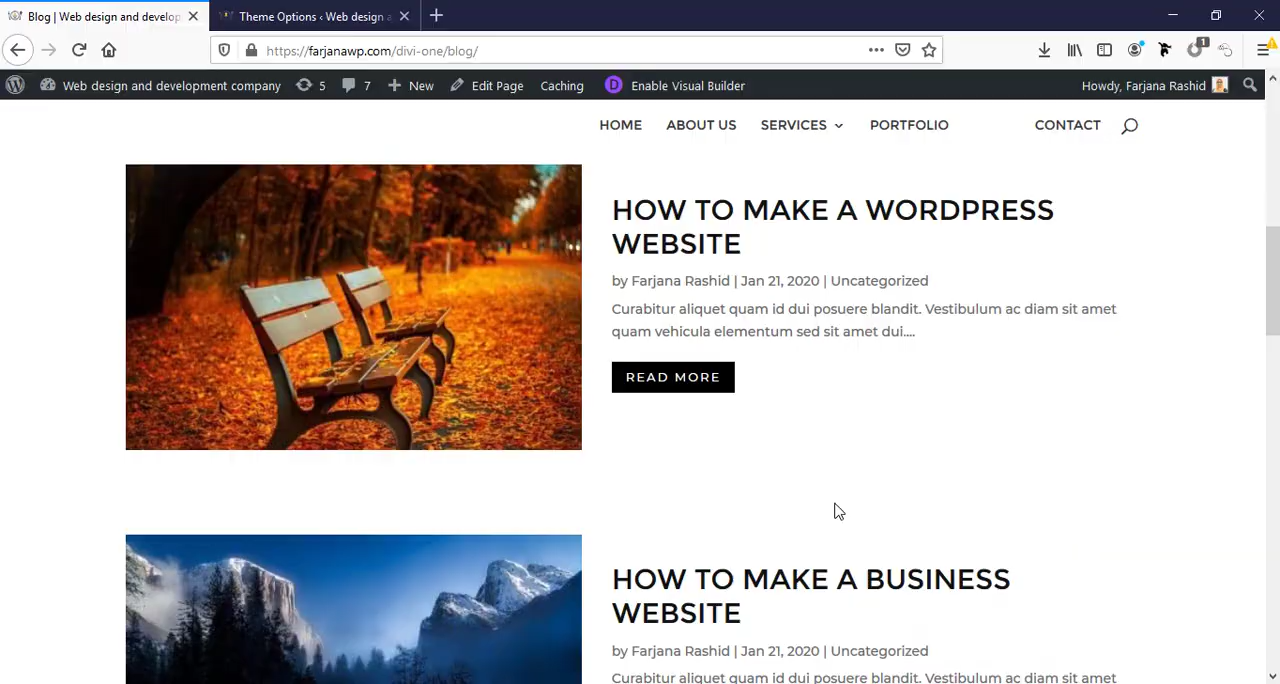 Blog | Web design and develop
Theme Options ‹ Web design a
https://farjanawp.com/divi-one/blog/
1
Web design and development company
5
7
New
Edit Page
Caching
D
Enable Visual Builder
Howdy, Farjana Rashid
HOME
ABOUT US
SERVICES
PORTFOLIO
CONTACT
HOW TO MAKE A WORDPRESS
WEBSITE
by Farjana Rashid | Jan 21, 2020 | Uncategorized
Curabitur aliquet quam id dui posuere blandit. Vestibulum ac diam sit amet
quam vehicula elementum sed sit amet dui....
READ MORE
HOW TO MAKE A BUSINESS
WEBSITE
by Farjana Rashid | Jan 21, 2020 | Uncategorized
Curabitur aliquet quam id dui posuere blandit. Vestibulum ac diam sit amet